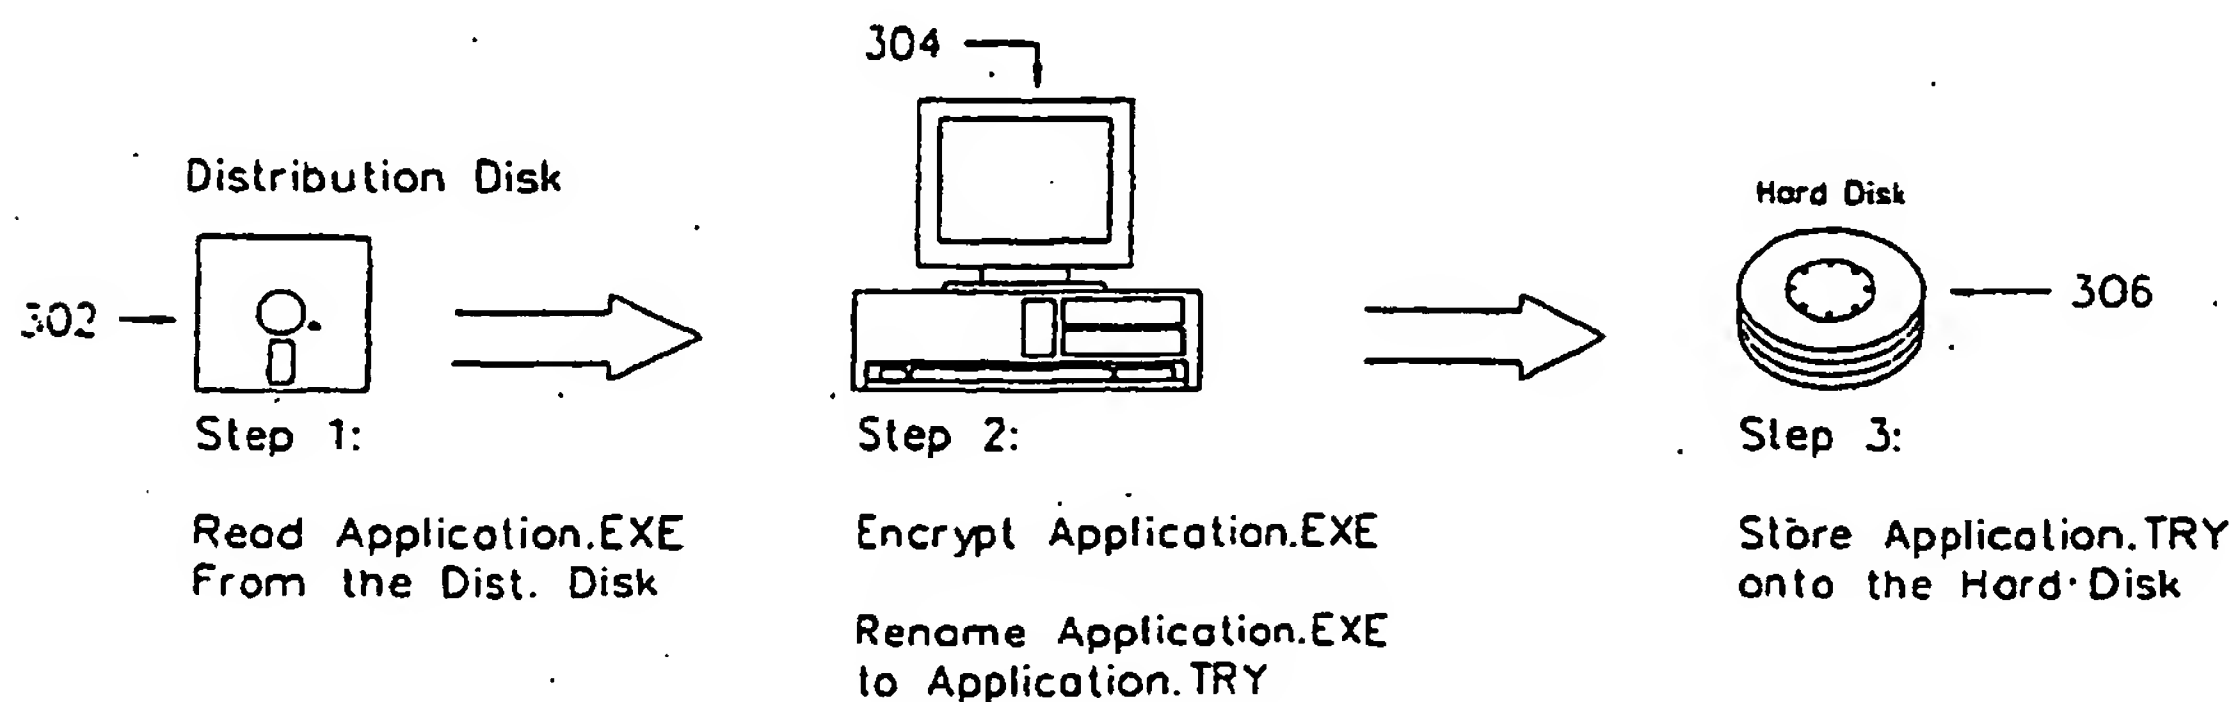 304
Distribution Disk
Hard Disk
302
306
Step 1:
Step 2:
Step 3:
Read Application.EXE
From the Dist. Disk
Encrypt Application.EXE
Rename Application.EXE
to Application.TRY
Store Application.TRY
onto the Hard Disk